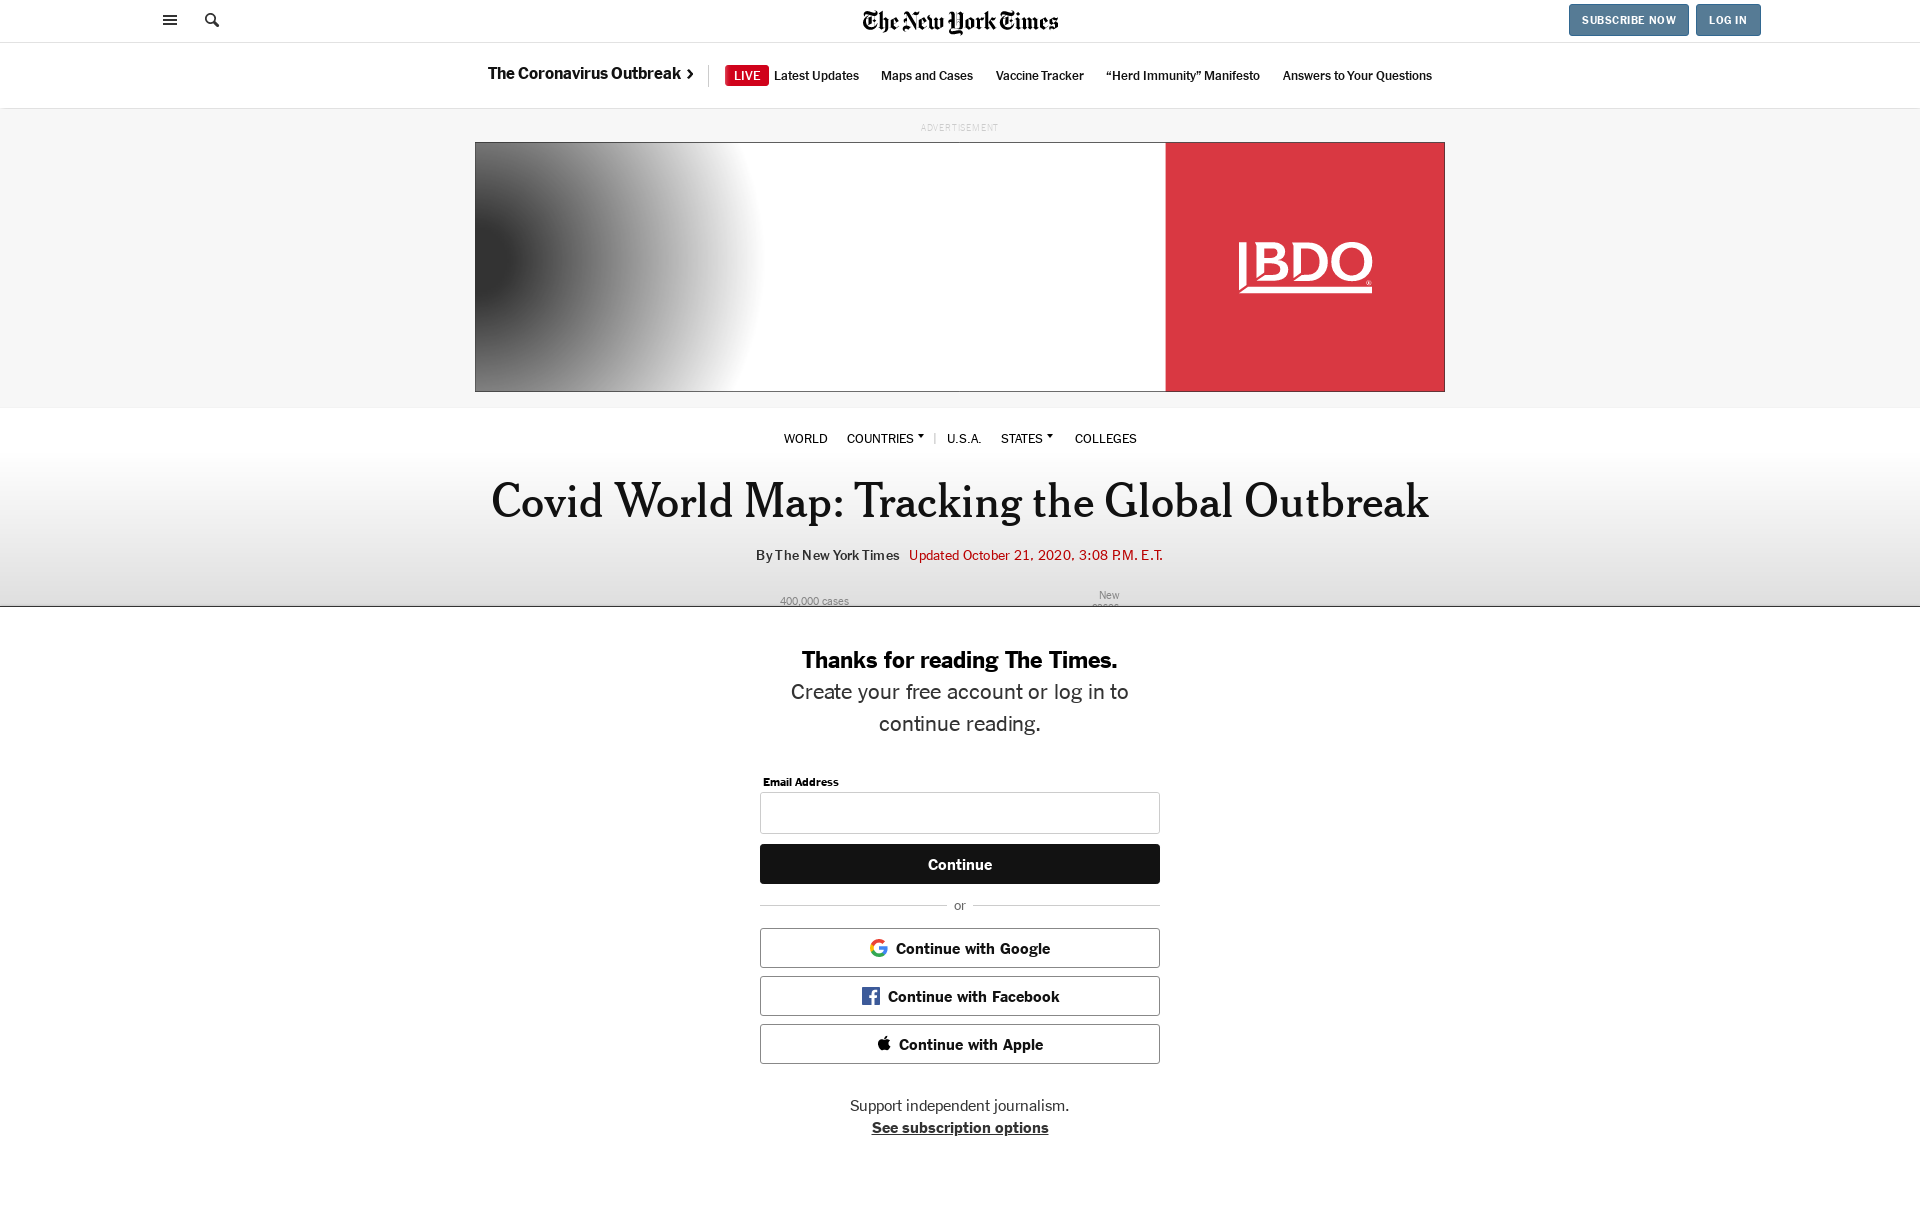 The New York Times
SUBSCRIBE NOW
LOG IN
The Coronavirus Outbreak
LIVE Latest Updates
Maps and Cases
Vaccine Tracker
“Herd Immunity” Manifesto
Answers to Your Questions
ADVERTISEMENT
BDO
WORLD
COUNTRIES
U.S.A.
STATES
COLLEGES
Covid World Map: Tracking the Global Outbreak
By The New York Times Updated October 21, 2020, 3:08 P.M. E.T.
400,000 cases
New
Thanks for reading The Times.
Create your free account or log in to
continue reading.
Email Address
Continue
or
Continue with Google
Continue with Facebook
Continue with Apple
Support independent journalism.
See subscription options